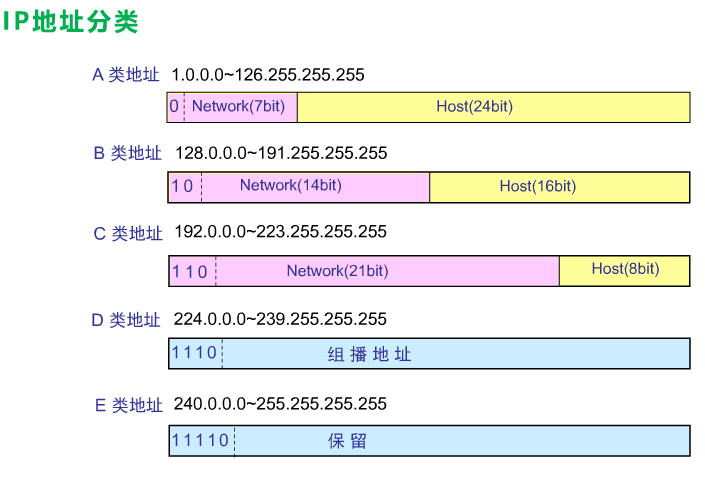 IP地址分类
A 类地址 1.0.0.0~126.255.255.255
0 Network(7bit) Host(24bit)
B 类地址 128.0.0.0~191.255.255.255
10 Network(14bit) Host(16bit)
C 类地址 192.0.0.0~223.255.255.255
110 Network(21bit) Host(8bit)
D 类地址 224.0.0.0~239.255.255.255
1110 组播地址
E 类地址 240.0.0.0~255.255.255.255
11110 保留